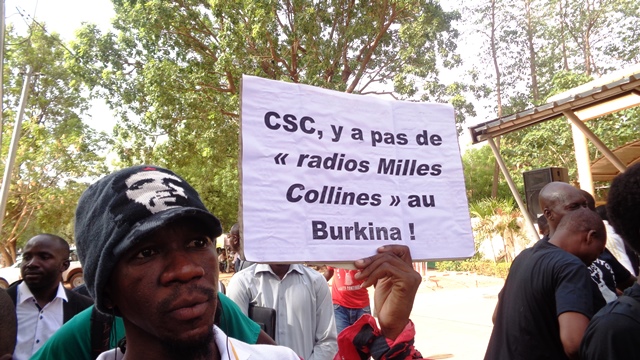 CSC, y a pas de
« radios Milles
Collines » au
Burkina !